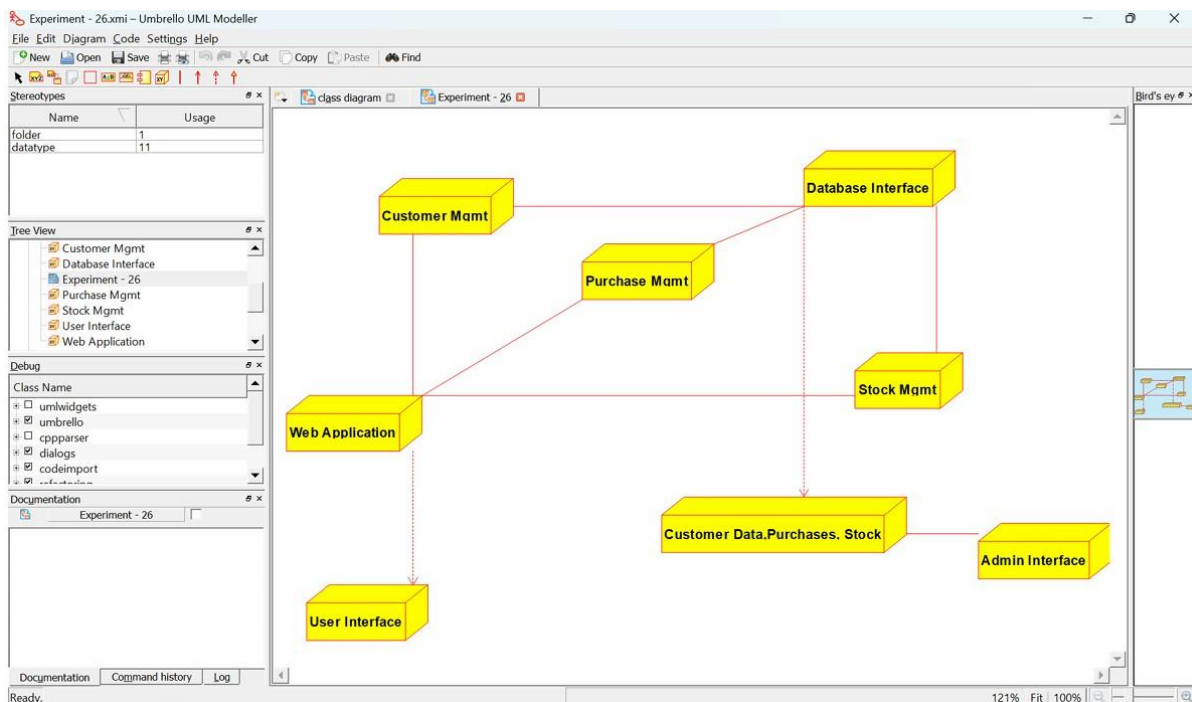 Experiment - 26.xmi – Umbrello UML Modeller
File Edit Diagram Code Settings Help
New Open Save Cut Copy Paste Find
Stereotypes
Name Usage
folder 1
datatype 11
Tree View
Customer Mgmt
Database Interface
Experiment - 26
Purchase Mgmt
Stock Mgmt
User Interface
Web Application
Debug
Class Name
umlwidgets
umbrello
cppparser
dialogs
codeimport
refactoring
Documentation
Experiment - 26
Documentation Command history Log
Ready.
class diagram Experiment - 26
Database Interface
Customer Mgmt
Purchase Mgmt
Stock Mgmt
Web Application
Customer Data,Purchases, Stock
Admin Interface
User Interface
Bird's ey
121% Fit 100%